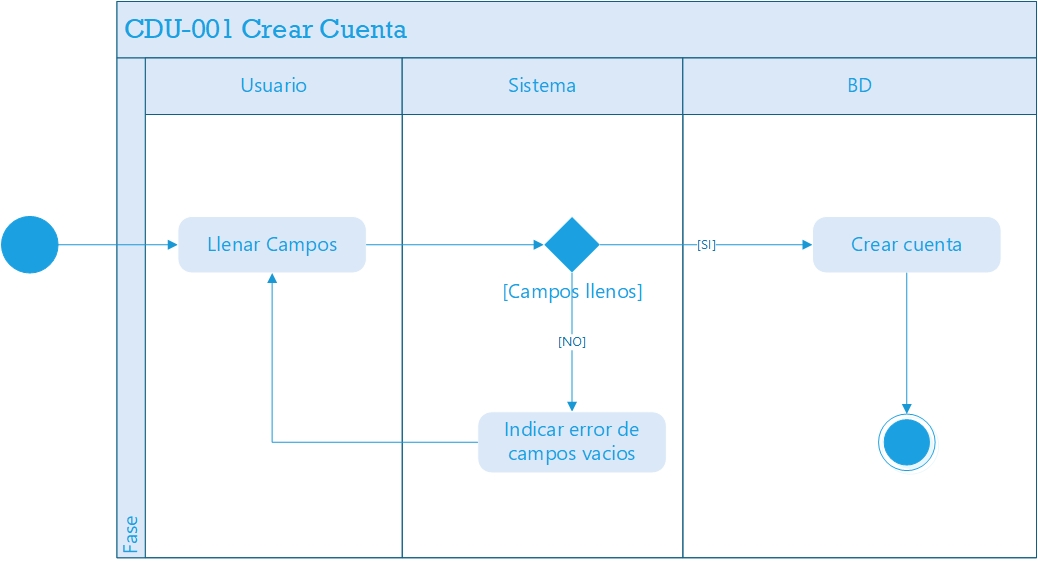 CDU-001 Crear Cuenta
Usuario
Sistema
BD
Llenar Campos
[SI]
Crear cuenta
[Campos llenos]
[NO]
Indicar error de
campos vacios
Fase